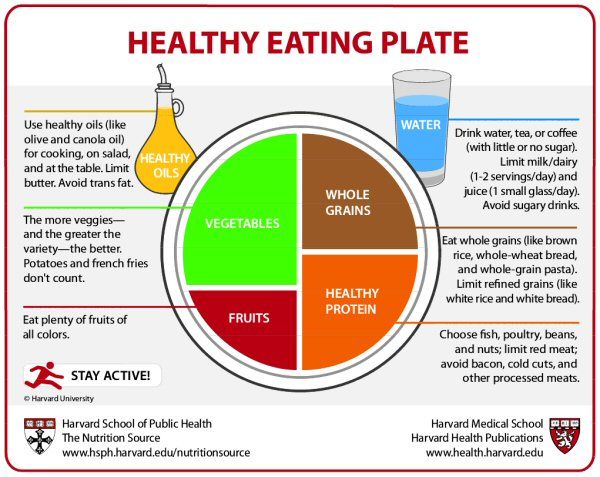 HEALTHY EATING PLATE
Use healthy oils (like
olive and canola oil)
for cooking, on salad,
and at the table. Limit
butter. Avoid trans fat.
HEALTHY
OILS
The more veggies—
and the greater the
variety—the better.
Potatoes and french fries
don't count.
Eat plenty of fruits of
all colors.
STAY ACTIVE!
© Harvard University
VEGETABLES
FRUITS
WHOLE
GRAINS
HEALTHY
PROTEIN
WATER
Drink water, tea, or coffee
(with little or no sugar).
Limit milk/dairy
(1-2 servings/day) and
juice (1 small glass/day).
Avoid sugary drinks.
Eat whole grains (like brown
rice, whole-wheat bread,
and whole-grain pasta).
Limit refined grains (like
white rice and white bread).
Choose fish, poultry, beans,
and nuts; limit red meat;
avoid bacon, cold cuts, and
other processed meats.
Harvard School of Public Health
The Nutrition Source
www.hsph.harvard.edu/nutritionsource
Harvard Medical School
Harvard Health Publications
www.health.harvard.edu